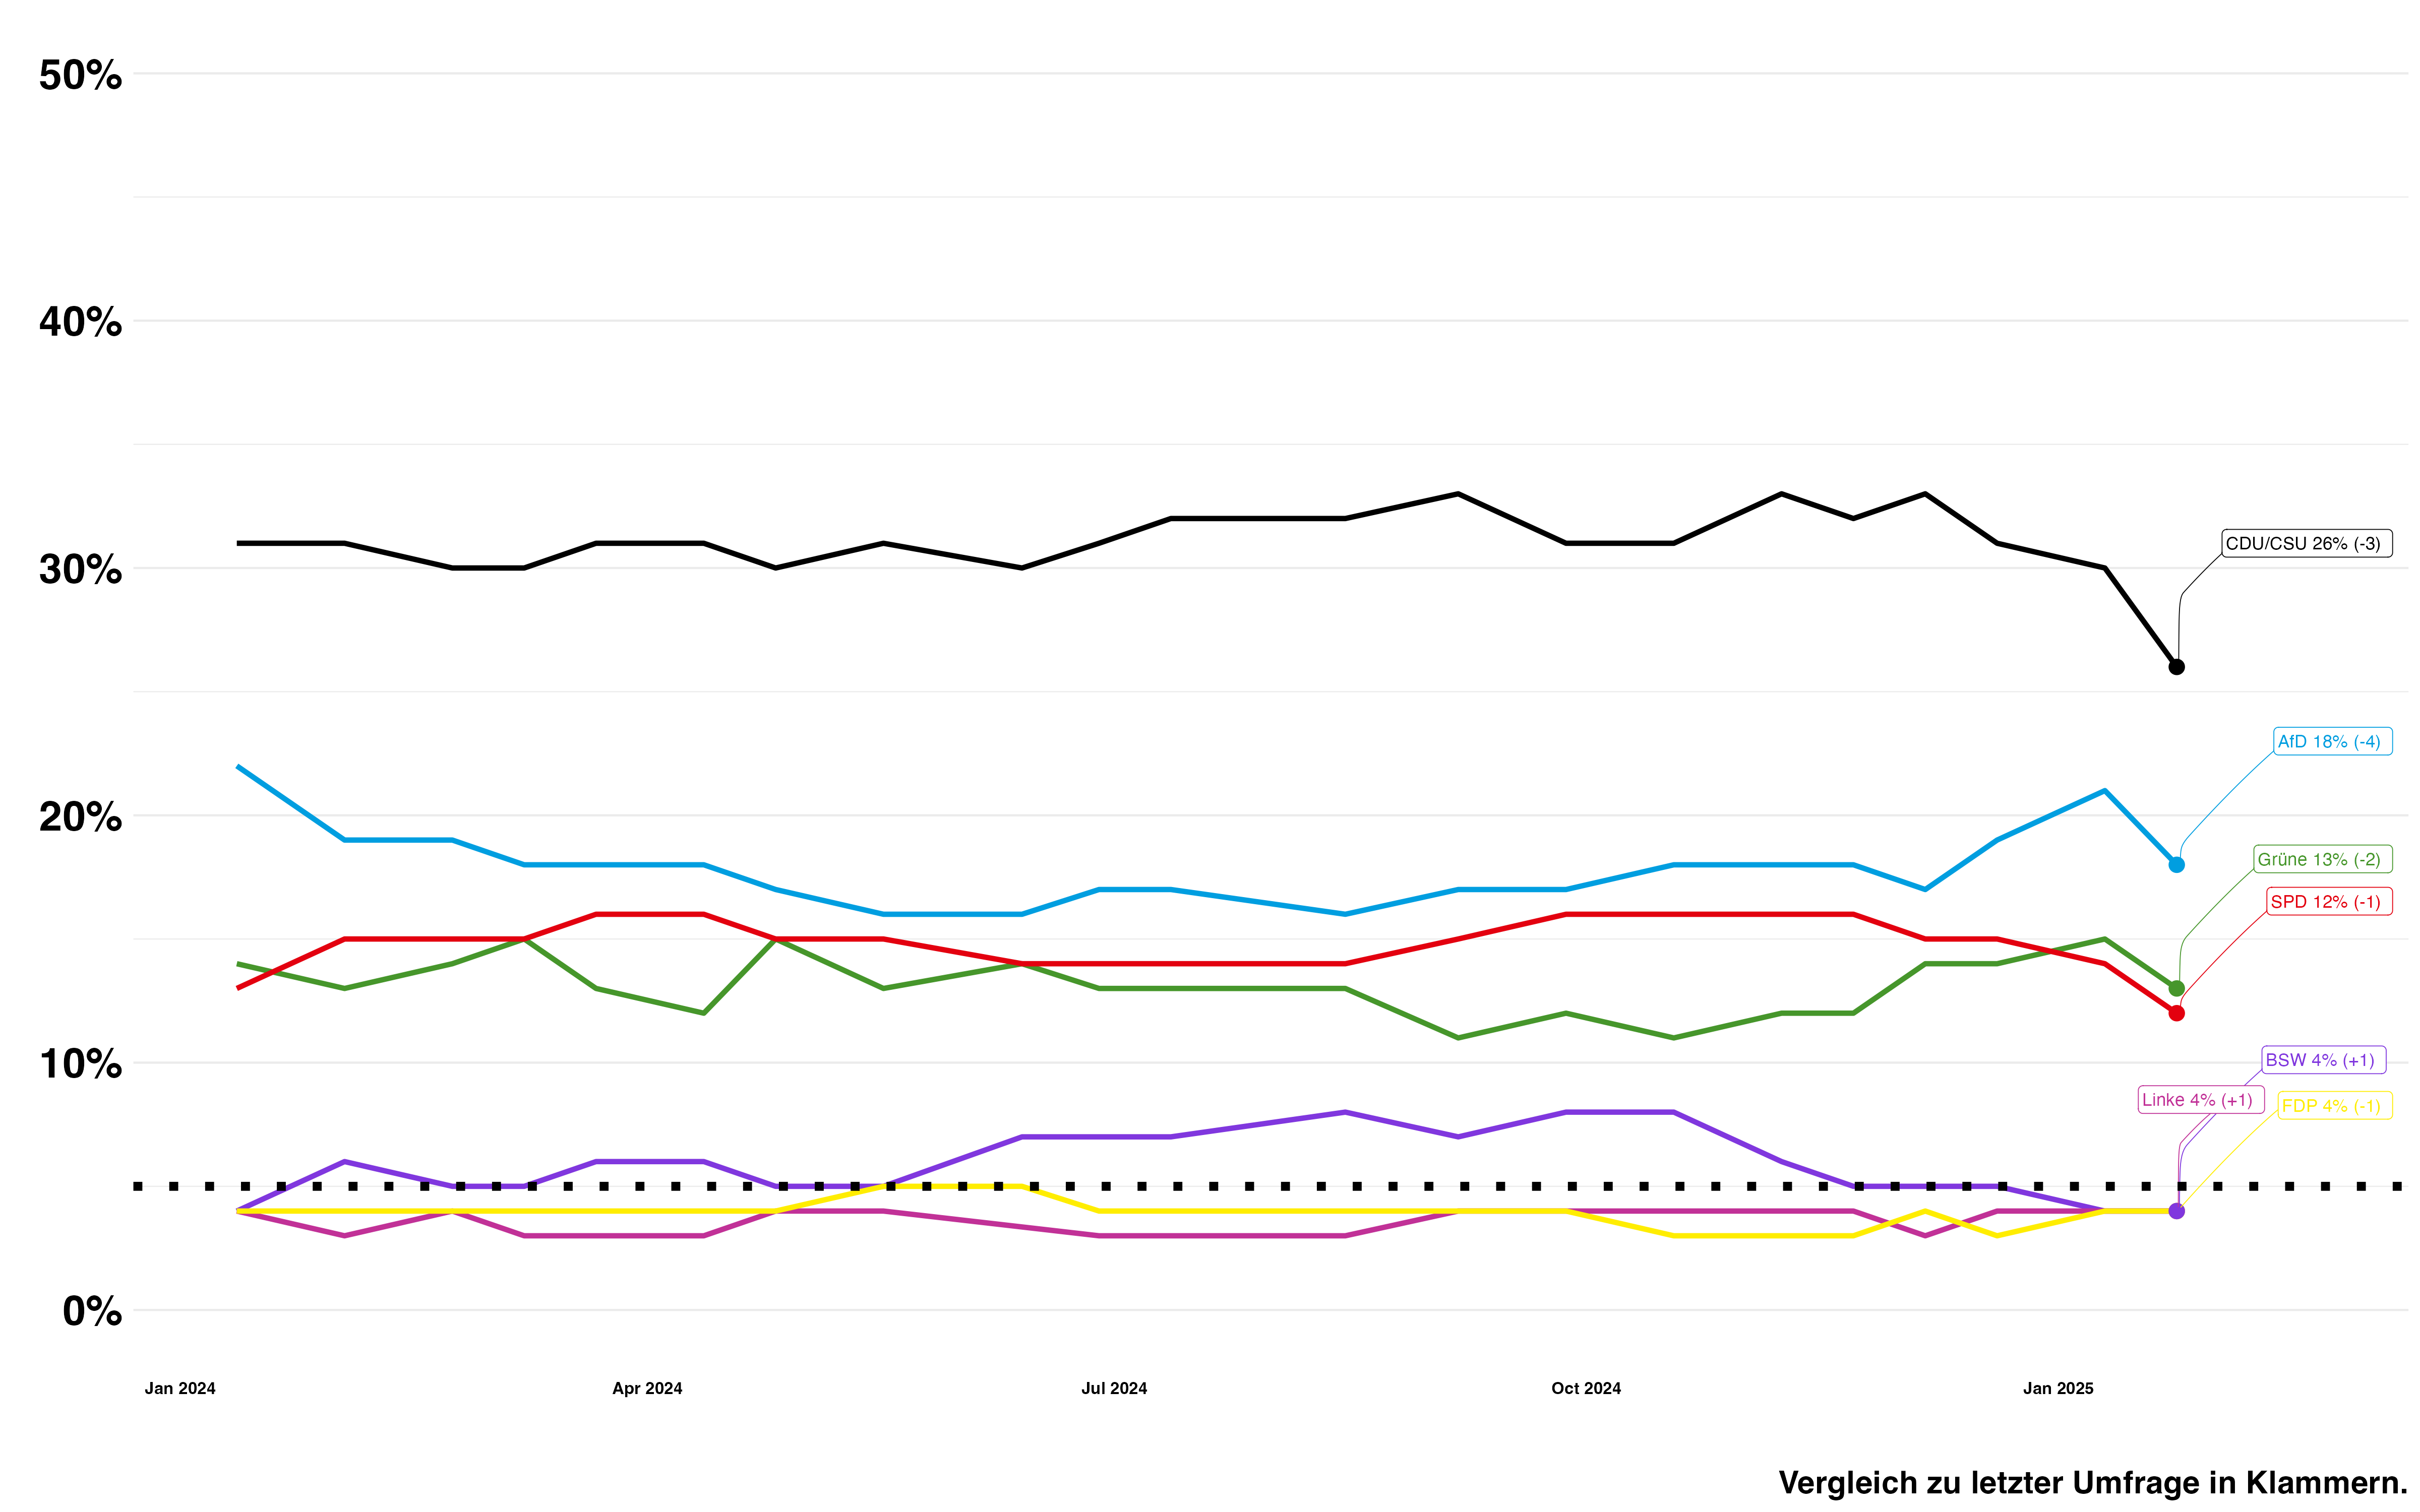 50%
40%
30%
20%
10%
0%
CDU/CSU 26% (-3)
AfD 18% (-4)
Grüne 13% (-2)
SPD 12% (-1)
BSW 4% (+1)
Linke 4% (+1)
FDP 4% (-1)
Jan 2024
Apr 2024
Jul 2024
Oct 2024
Jan 2025
Vergleich zu letzter Umfrage in Klammern.